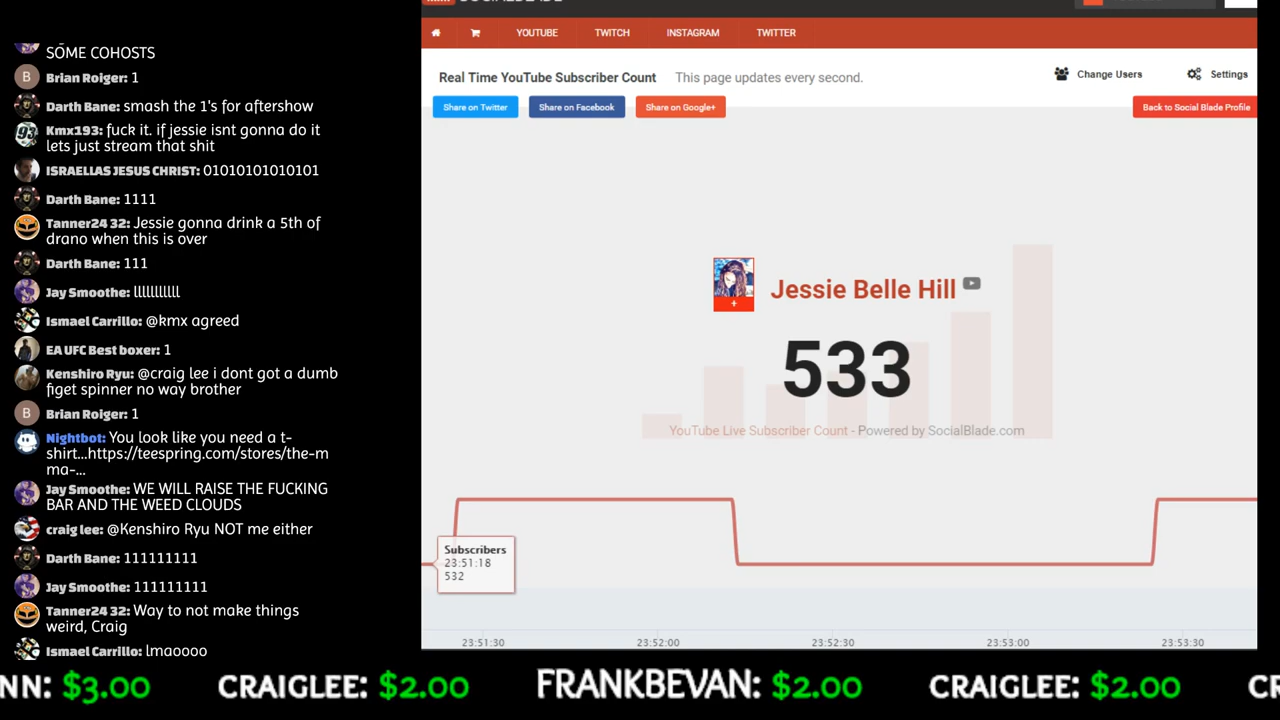 SOME COHOSTS
Brian Roiger: 1
Darth Bane: smash the 1's for aftershow
Kmx193: fuck it. if jessie isnt gonna do it
lets just stream that shit
ISRAELLAS JESUS CHRIST: 01010101010101
Darth Bane: 1111
Tanner24 32: Jessie gonna drink a 5th of
drano when this is over
Darth Bane: 111
Jay Smoothe: lllllllllll
Ismael Carrillo: @kmx agreed
EA UFC Best boxer: 1
Kenshiro Ryu: @craig lee i dont got a dumb
figet spinner no way brother
B
Brian Roiger: 1
Nightbot: You look like you need a t-
shirt...https://teespring.com/stores/the-m
ma-...
Jay Smoothe: WE WILL RAISE THE FUCKING
BAR AND THE WEED CLOUDS
craig lee: @Kenshiro Ryu NOT me either
Darth Bane: 111111111
Jay Smoothe: 111111111
Tanner24 32: Way to not make things
weird, Craig
Ismael Carrillo: lmaoooo
YOUTUBE TWITCH INSTAGRAM TWITTER
Real Time YouTube Subscriber Count This page updates every second.
Change Users Settings
Share on Twitter Share on Facebook Share on Google+ Back to Social Blade Profile
Jessie Belle Hill
+
533
YouTube Live Subscriber Count - Powered by SocialBlade.com
Subscribers
23:51:18
532
23:51:30 23:52:00 23:52:30 23:53:00 23:53:30
NN: $3.00 CRAIGLEE: $2.00 FRANKBEVAN: $2.00 CRAIGLEE: $2.00 CR